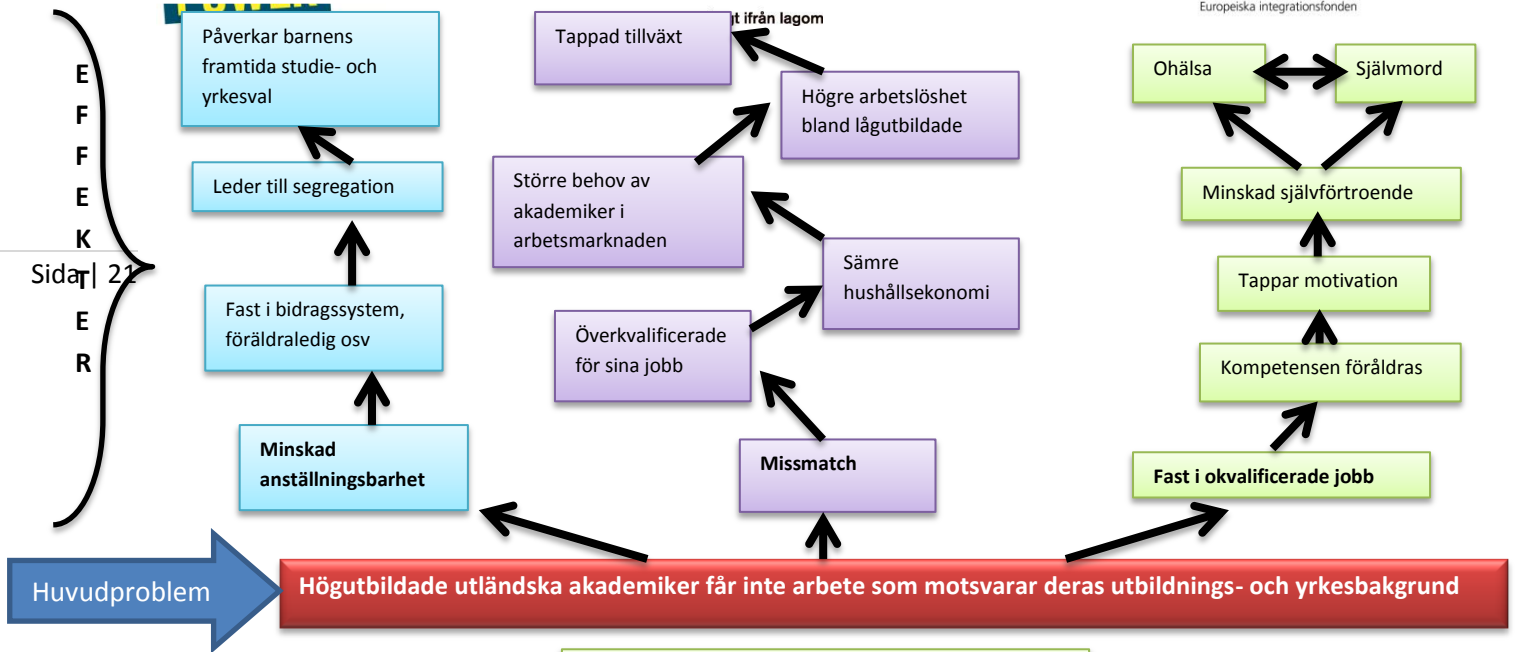 POWER
gt ifrån lagom
Europeiska integrationsfonden
EFFEKTER
Sida | 21
Påverkar barnens
framtida studie- och
yrkesval
Leder till segregation
Fast i bidragssystem,
föräldraledig osv
Minskad
anställningsbarhet
Tappad tillväxt
Högre arbetslöshet
bland lågutbildade
Större behov av
akademiker i
arbetsmarknaden
Sämre
hushållsekonomi
Överkvalificerade
för sina jobb
Missmatch
Ohälsa
Självmord
Minskad självförtroende
Tappar motivation
Kompetensen föråldras
Fast i okvalificerade jobb
Huvudproblem
Högutbildade utländska akademiker får inte arbete som motsvarar deras utbildnings- och yrkesbakgrund